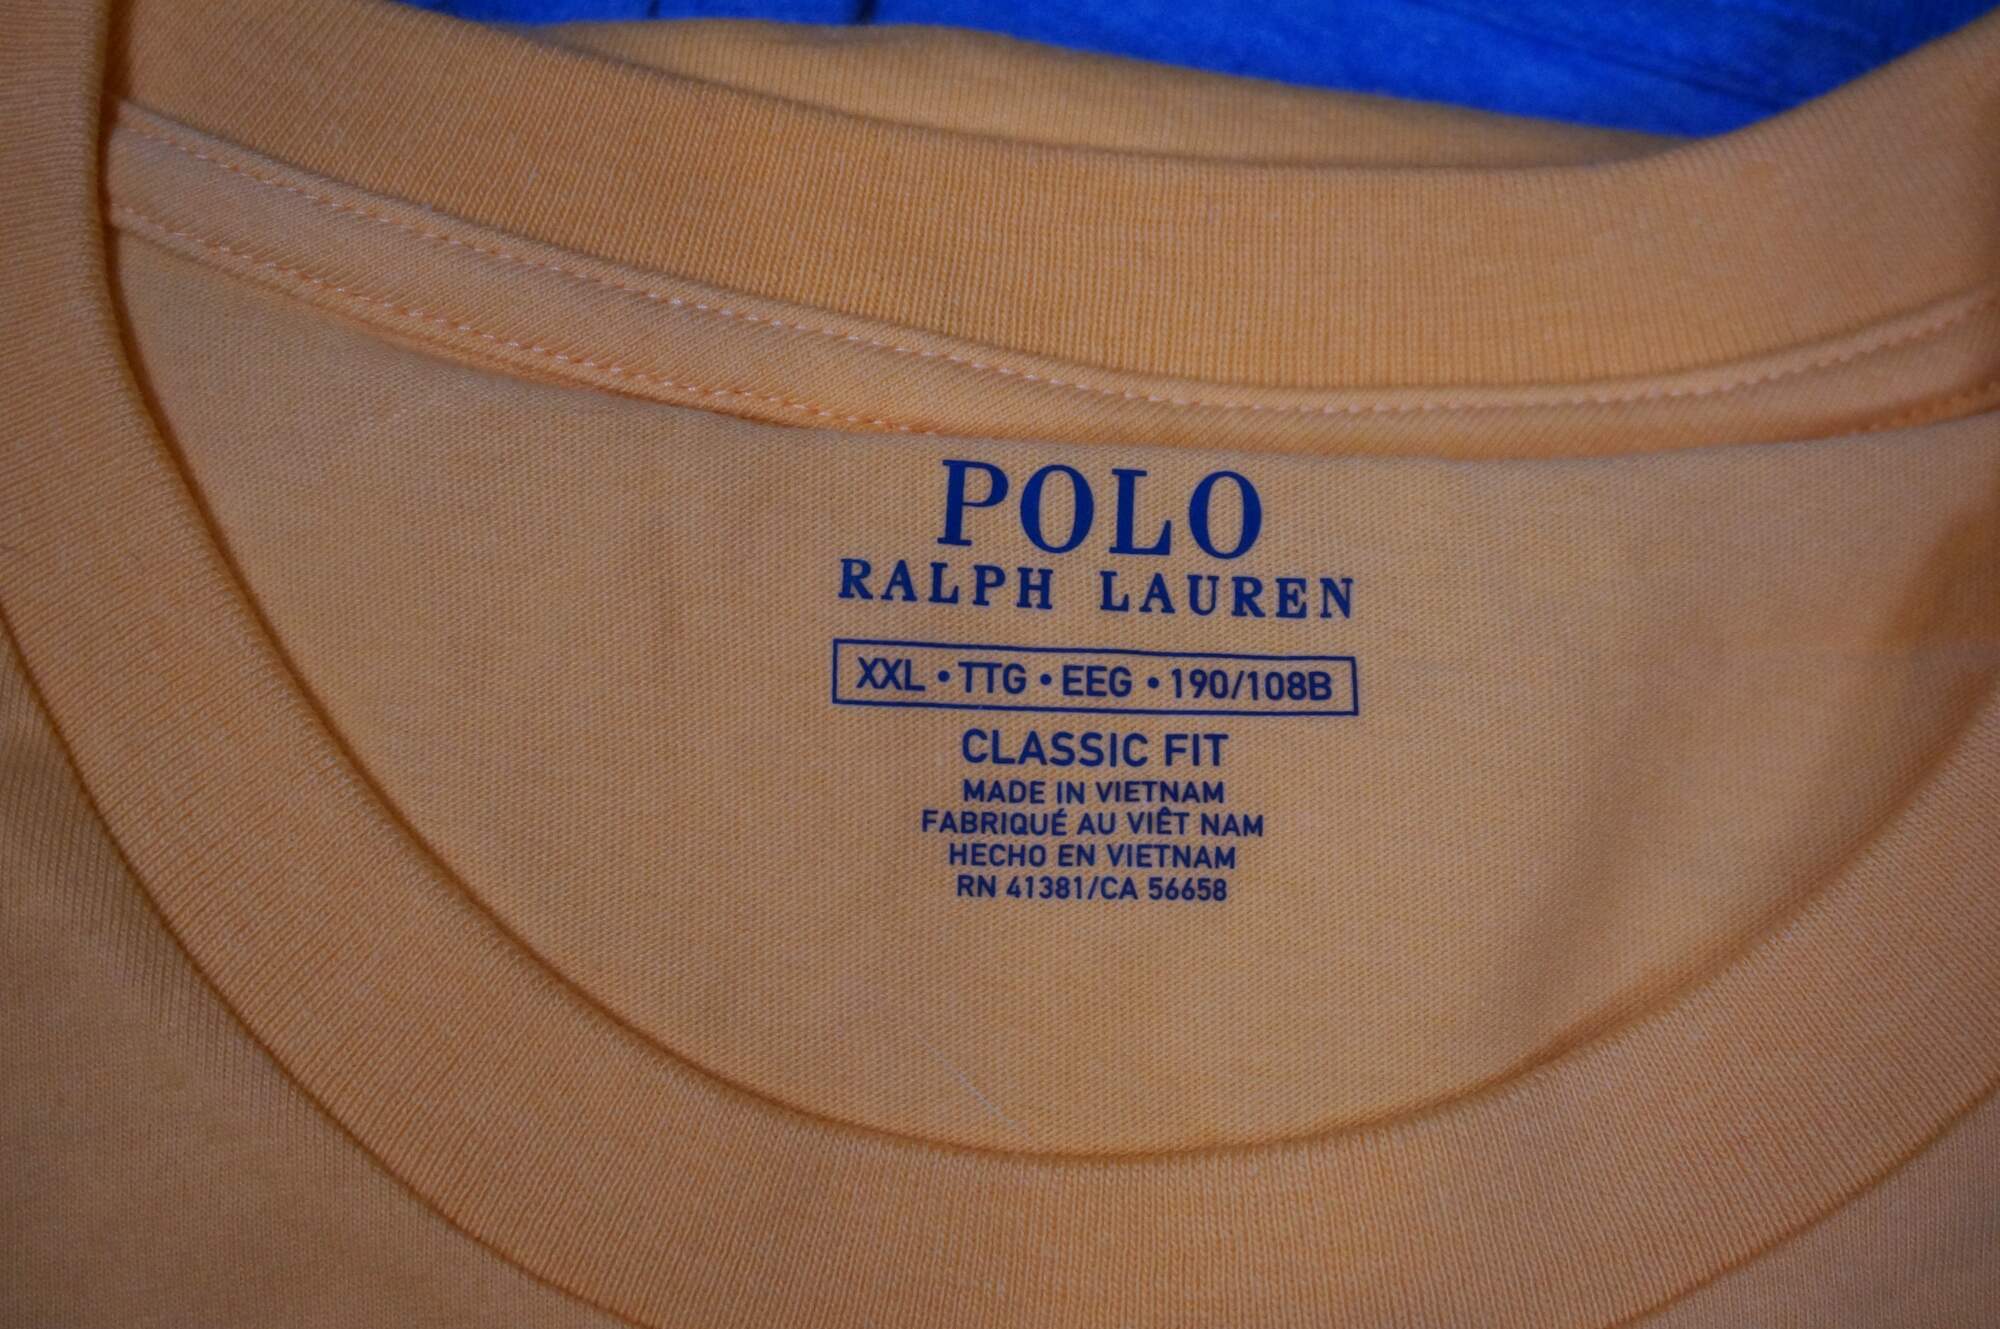 POLO
RALPH LAUREN
XXL • TTG • EEG • 190/108B
CLASSIC FIT
MADE IN VIETNAM
FABRIQUÉ AU VIÊT NAM
HECHO EN VIETNAM
RN 41381/CA 56658